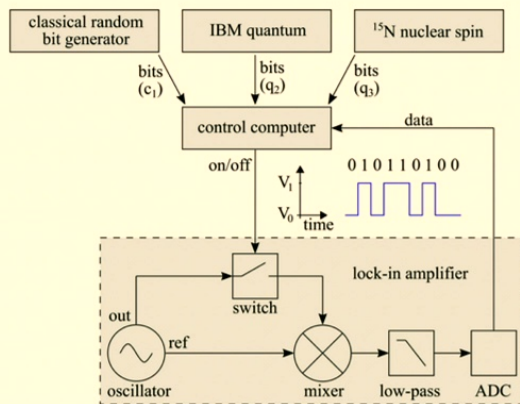 classical random
bit generator
IBM quantum
¹⁵N nuclear spin
bits
(c₁)
bits
(q₂)
bits
(q₃)
control computer
data
on/off
0 1 0 1 1 0 1 0 0
V₁
V₀
time
lock-in amplifier
switch
out
ref
oscillator
mixer
low-pass
ADC